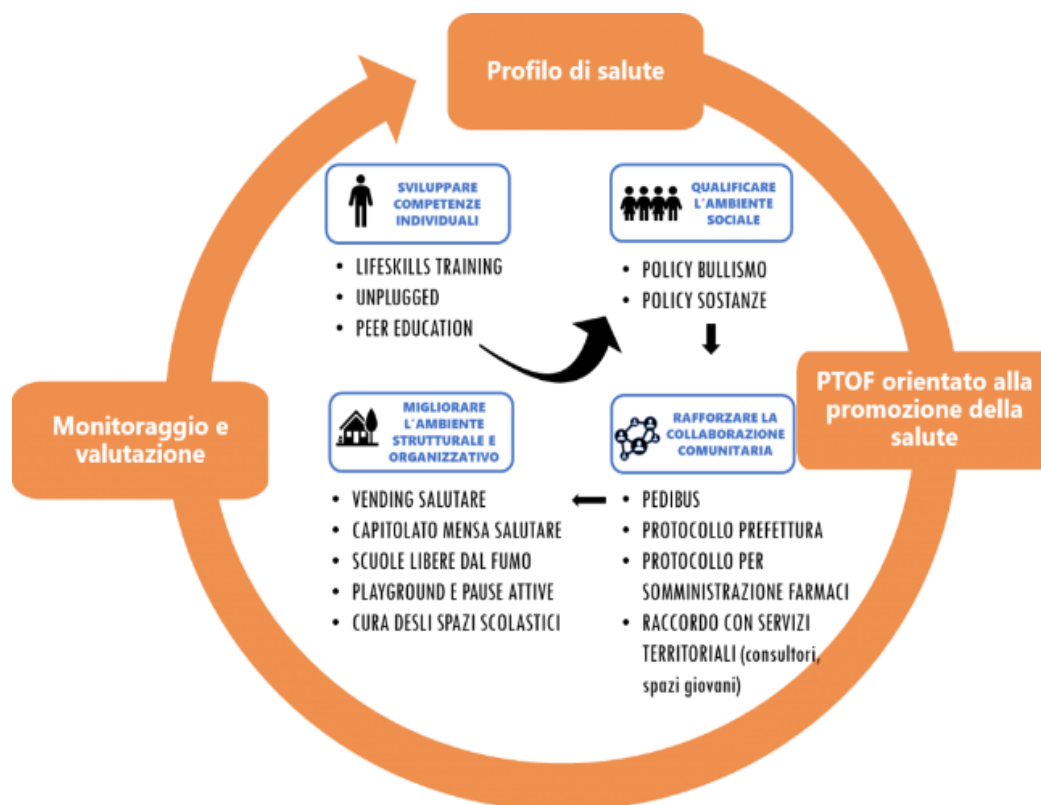 Profilo di salute
SVILUPPARE
COMPETENZE
INDIVIDUALI
• LIFESKILLS TRAINING
• UNPLUGGED
• PEER EDUCATION
QUALIFICARE
L'AMBIENTE
SOCIALE
• POLICY BULLISMO
• POLICY SOSTANZE
PTOF orientato alla
promozione della
salute
RAFFORZARE LA
COLLABORAZIONE
COMUNITARIA
• PEDIBUS
• PROTOCOLLO PREFETTURA
• PROTOCOLLO PER
SOMMINISTRAZIONE FARMACI
• RACCORDO CON SERVIZI
TERRITORIALI (consultori,
spazi giovani)
MIGLIORARE
L'AMBIENTE
STRUTTURALE E
ORGANIZZATIVO
• VENDING SALUTARE
• CAPITOLATO MENSA SALUTARE
• SCUOLE LIBERE DAL FUMO
• PLAYGROUND E PAUSE ATTIVE
• CURA DESLI SPAZI SCOLASTICI
Monitoraggio e
valutazione